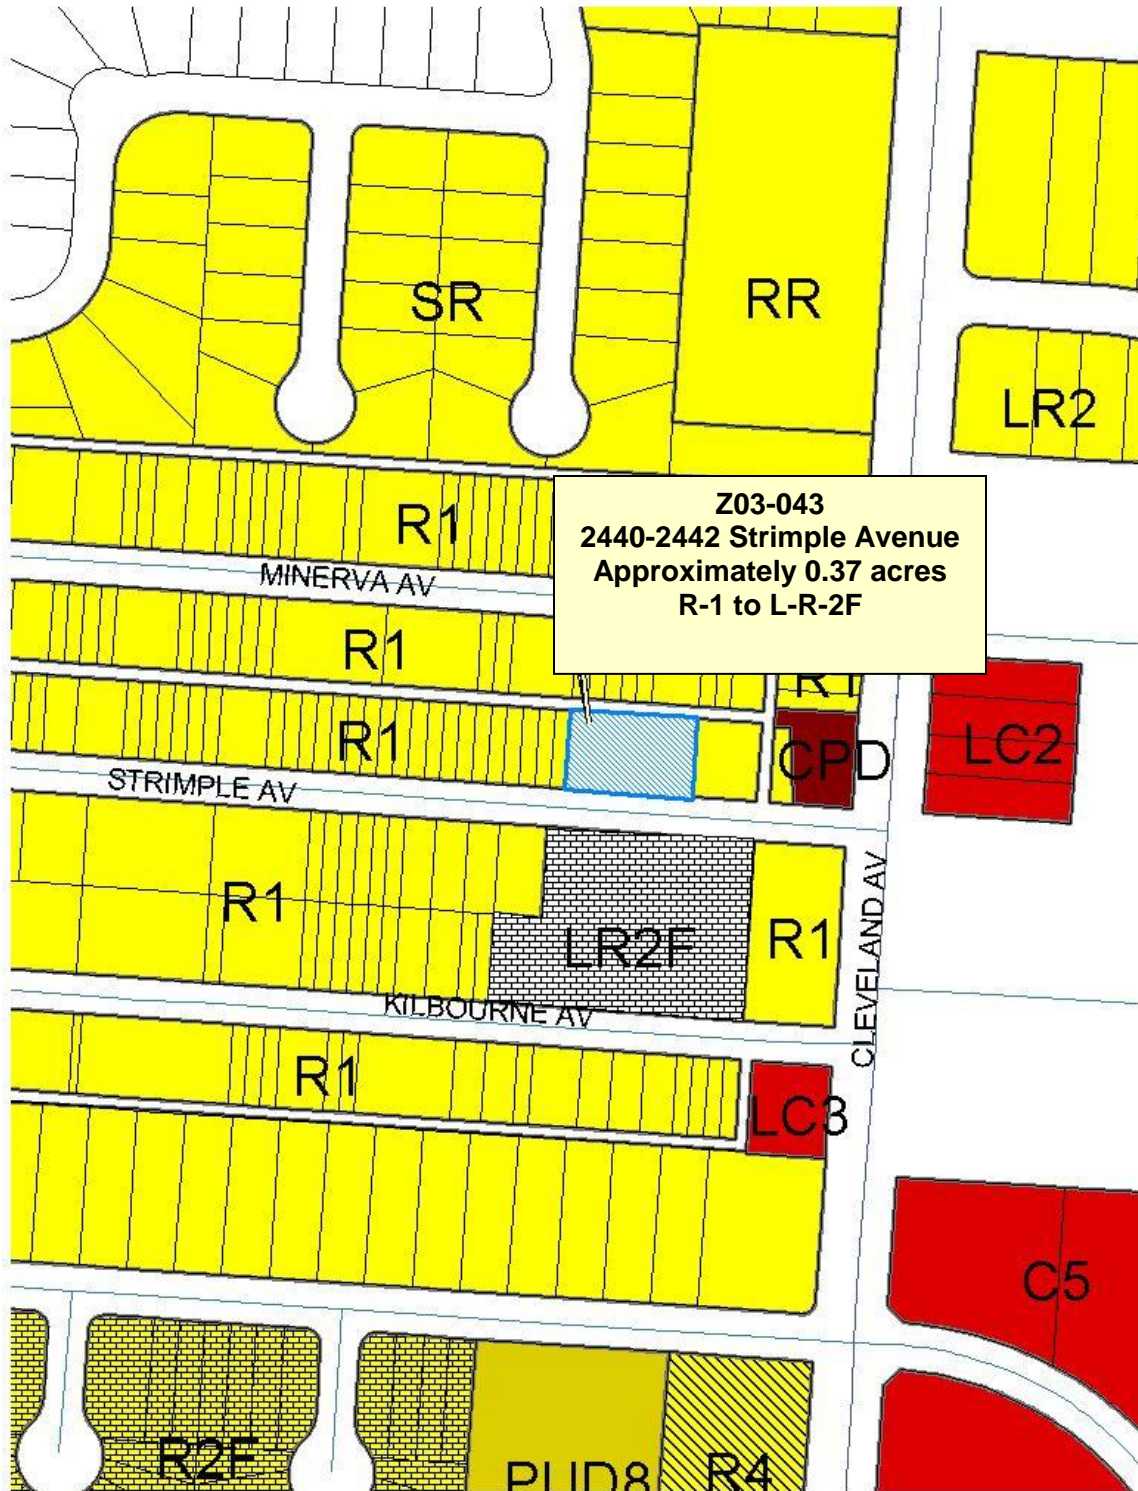 SR
RR
LR2
R1
Z03-043
2440-2442 Strimple Avenue
Approximately 0.37 acres
R-1 to L-R-2F
MINERVA AV
R1
R1
R1
CPD
LC2
STRIMPLE AV
R1
LR2F
R1
CLEVELAND AV
KILBOURNE AV
R1
LC3
C5
R2F
PUD8
R4